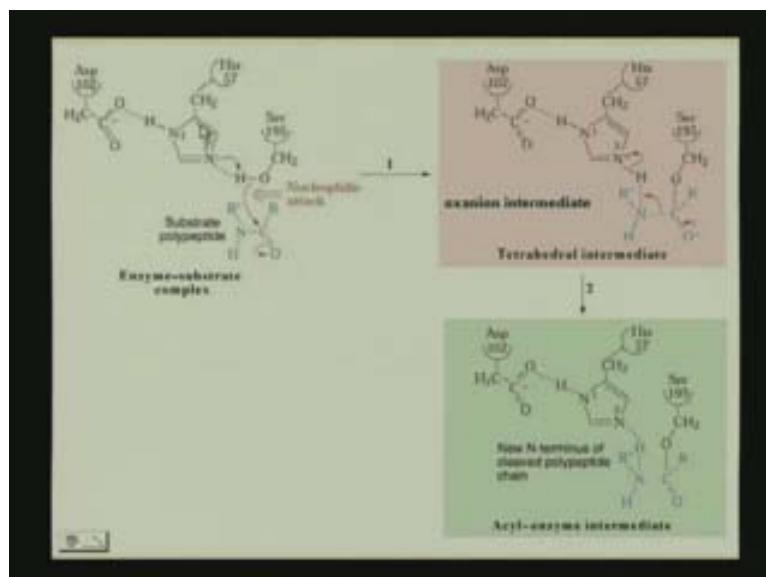 Asp
102
His
57
CH₂
H₂C
C
O
O
H
N
N
Ser
195
CH₂
H
O
Nucleophilic
attack
Substrate
polypeptide
R'
R
N
C
H
O
Enzyme-substrate
complex
1
Asp
102
His
57
CH₂
H₂C
C
O
O
H
N
N
Ser
195
CH₂
H
O
R'
R
N
C
H
O⁻
oxanion intermediate
Tetrahedral intermediate
2
Asp
102
His
57
CH₂
H₂C
C
O
O
H
N
N
Ser
195
CH₂
O
New N-terminus of
cleaved polypeptide
chain
R
N
H
C
R
O
Acyl-enzyme intermediate